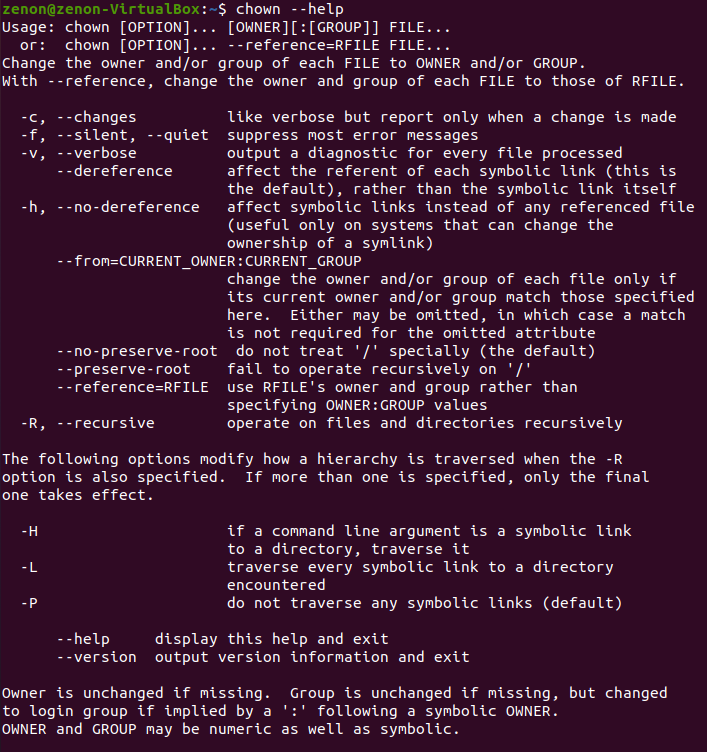 zenon@zenon-VirtualBox:~$ chown --help
Usage: chown [OPTION]... [OWNER][:[GROUP]] FILE...
  or:  chown [OPTION]... --reference=RFILE FILE...
Change the owner and/or group of each FILE to OWNER and/or GROUP.
With --reference, change the owner and group of each FILE to those of RFILE.

  -c, --changes          like verbose but report only when a change is made
  -f, --silent, --quiet  suppress most error messages
  -v, --verbose          output a diagnostic for every file processed
      --dereference      affect the referent of each symbolic link (this is
                         the default), rather than the symbolic link itself
  -h, --no-dereference   affect symbolic links instead of any referenced file
                         (useful only on systems that can change the
                         ownership of a symlink)
      --from=CURRENT_OWNER:CURRENT_GROUP
                         change the owner and/or group of each file only if
                         its current owner and/or group match those specified
                         here.  Either may be omitted, in which case a match
                         is not required for the omitted attribute
      --no-preserve-root  do not treat '/' specially (the default)
      --preserve-root    fail to operate recursively on '/'
      --reference=RFILE  use RFILE's owner and group rather than
                         specifying OWNER:GROUP values
  -R, --recursive        operate on files and directories recursively

The following options modify how a hierarchy is traversed when the -R
option is also specified.  If more than one is specified, only the final
one takes effect.

  -H                     if a command line argument is a symbolic link
                         to a directory, traverse it
  -L                     traverse every symbolic link to a directory
                         encountered
  -P                     do not traverse any symbolic links (default)

      --help     display this help and exit
      --version  output version information and exit

Owner is unchanged if missing.  Group is unchanged if missing, but changed
to login group if implied by a ':' following a symbolic OWNER.
OWNER and GROUP may be numeric as well as symbolic.